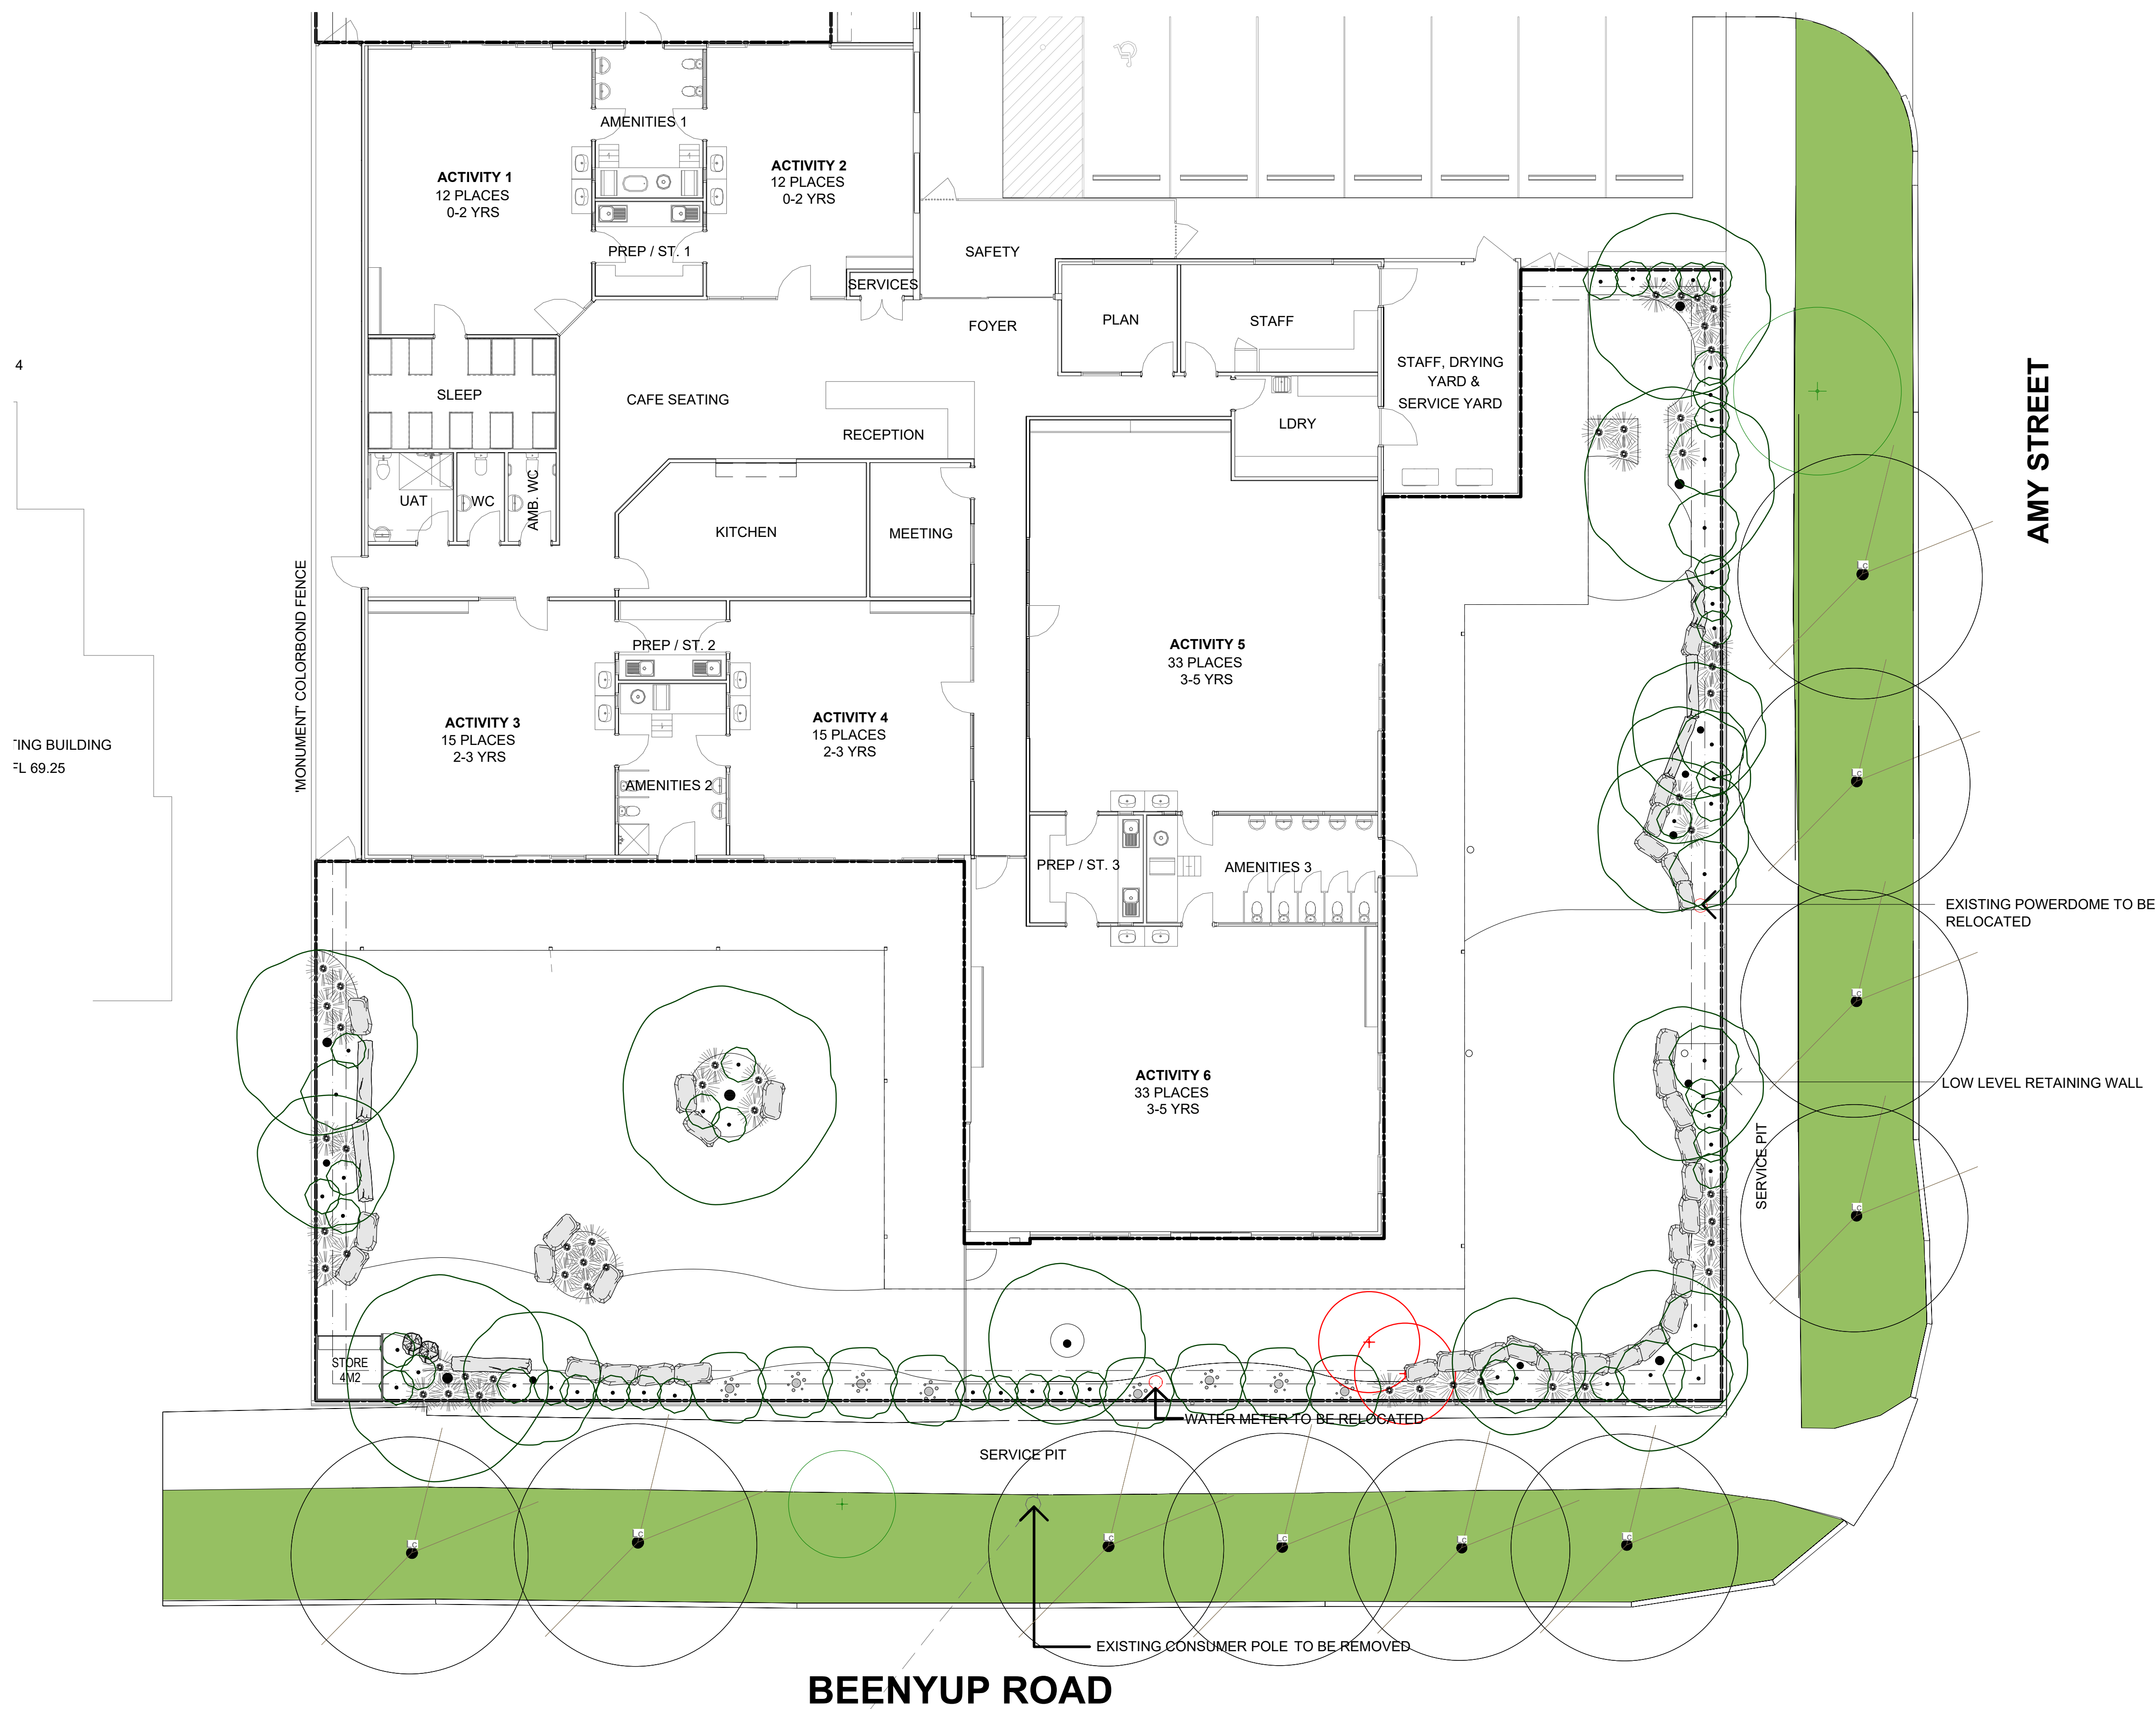 AMENITIES 1
ACTIVITY 1
12 PLACES
0-2 YRS
ACTIVITY 2
12 PLACES
0-2 YRS
PREP / ST. 1
SERVICES
SAFETY
FOYER
PLAN
STAFF
STAFF, DRYING
YARD &
SERVICE YARD
4
SLEEP
CAFE SEATING
RECEPTION
LDRY
AMY STREET
UAT
WC
AMB. WC
KITCHEN
MEETING
'MONUMENT' COLORBOND FENCE
PREP / ST. 2
ACTIVITY 5
33 PLACES
3-5 YRS
ACTIVITY 3
15 PLACES
2-3 YRS
ACTIVITY 4
15 PLACES
2-3 YRS
TING BUILDING
FL 69.25
AMENITIES 2
PREP / ST. 3
AMENITIES 3
EXISTING POWERDOME TO BE
RELOCATED
ACTIVITY 6
33 PLACES
3-5 YRS
LOW LEVEL RETAINING WALL
SERVICE PIT
STORE
4M2
WATER METER TO BE RELOCATED
SERVICE PIT
EXISTING CONSUMER POLE TO BE REMOVED
BEENYUP ROAD